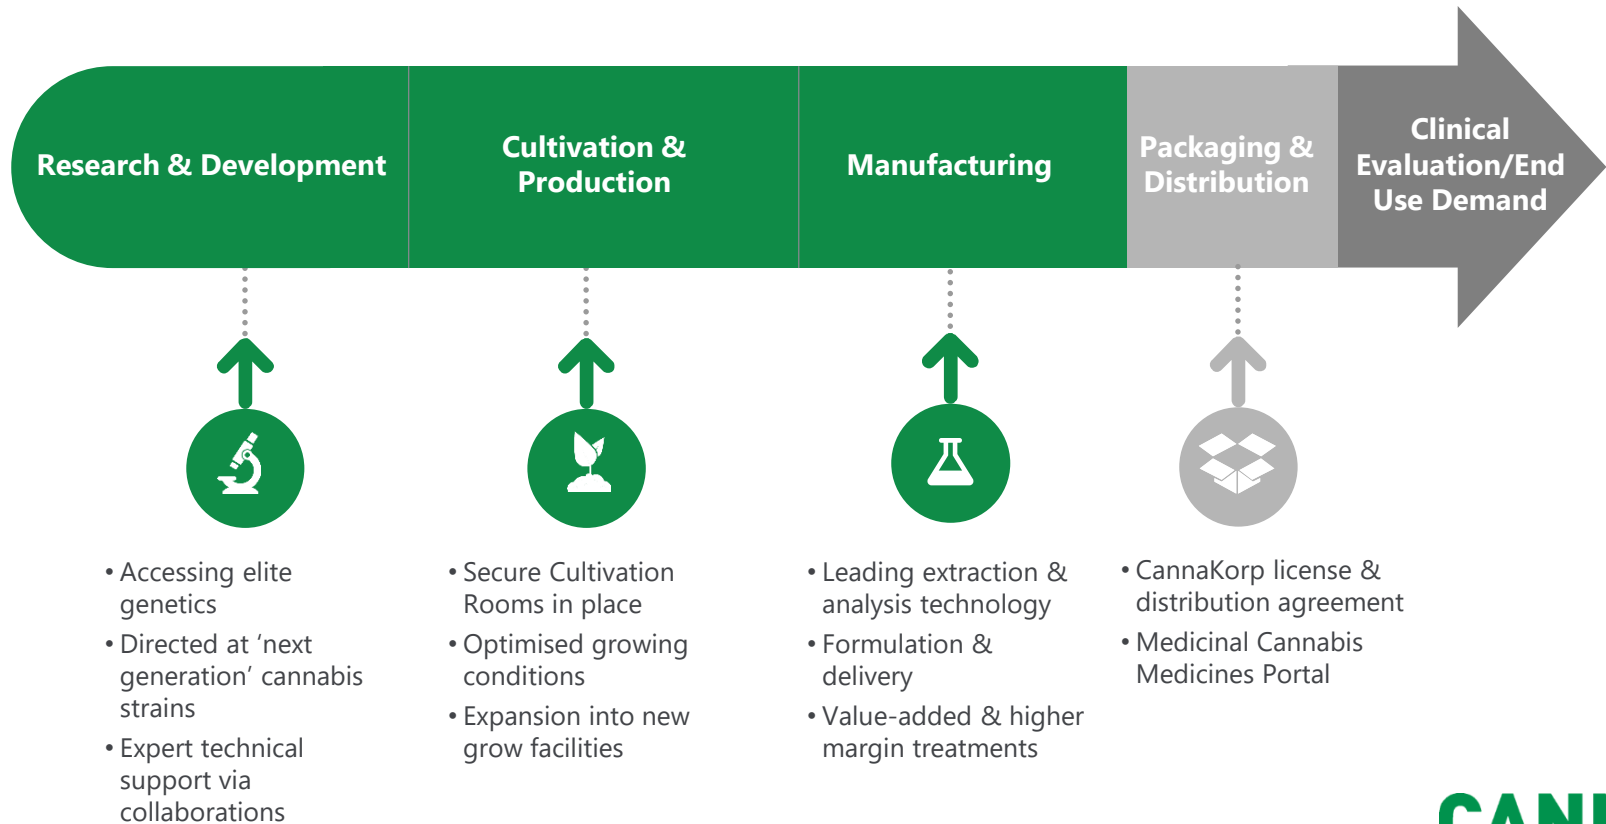 Research & Development
Cultivation &
Production
Manufacturing
Packaging &
Distribution
Clinical
Evaluation/End
Use Demand
• Accessing elite
genetics
• Directed at ‘next
generation’ cannabis
strains
• Expert technical
support via
collaborations
• Secure Cultivation
Rooms in place
• Optimised growing
conditions
• Expansion into new
grow facilities
• Leading extraction &
analysis technology
• Formulation &
delivery
• Value-added & higher
margin treatments
• CannaKorp license &
distribution agreement
• Medicinal Cannabis
Medicines Portal